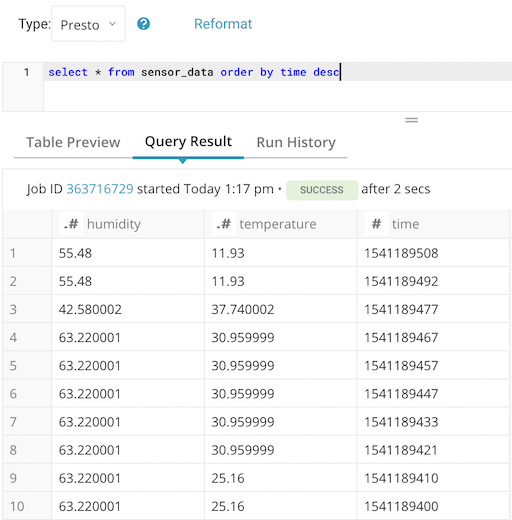 Type: Presto ? Reformat
1 select * from sensor_data order by time desc
Table Preview Query Result Run History
Job ID 363716729 started Today 1:17 pm • SUCCESS after 2 secs
.# humidity .# temperature # time
1 55.48 11.93 1541189508
2 55.48 11.93 1541189492
3 42.580002 37.740002 1541189477
4 63.220001 30.959999 1541189467
5 63.220001 30.959999 1541189457
6 63.220001 30.959999 1541189447
7 63.220001 30.959999 1541189433
8 63.220001 30.959999 1541189421
9 63.220001 25.16 1541189410
10 63.220001 25.16 1541189400